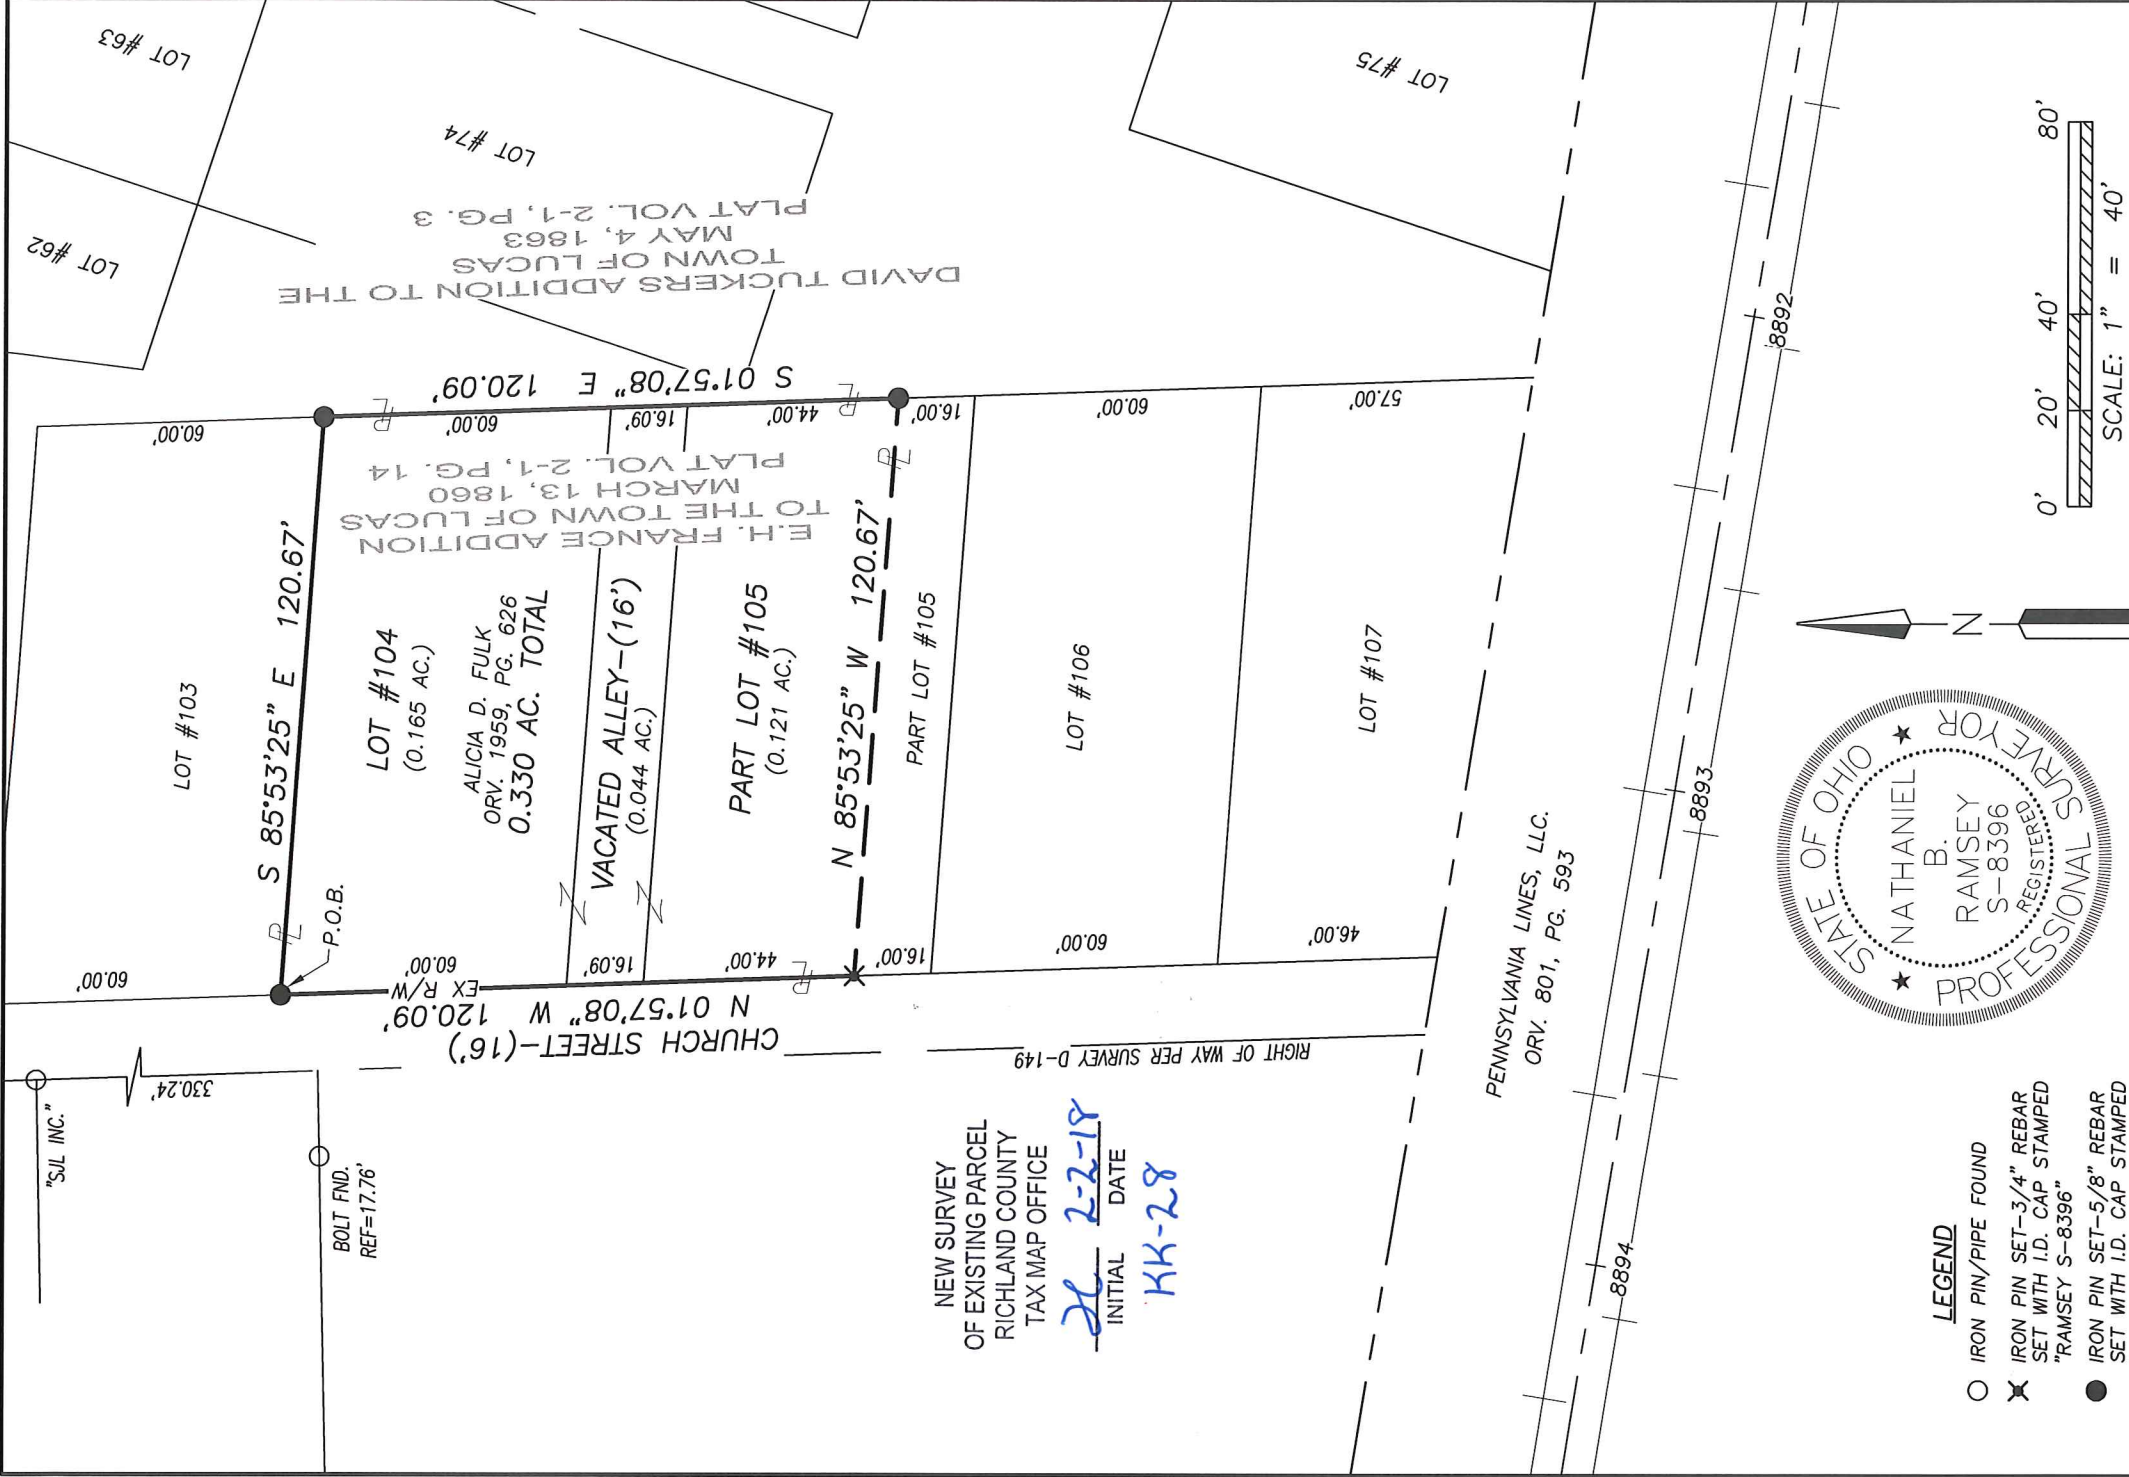 LOT #62
LOT #63
LOT #74
LOT #75
DAVID TUCKERS ADDITION TO THE
TOWN OF LUCAS
MAY 4, 1863
PLAT VOL. 2-1, PG. 3
"SJL INC."
330.24'
BOLT FND.
REF=17.76'
60.00'
LOT #103
60.00'
S 85°53'25" E 120.67'
P.O.B.
PL
LOT #104
(0.165 AC.)
ALICIA D. FULK
ORV. 1959, PG. 626
0.330 AC. TOTAL
VACATED ALLEY-(16')
(0.044 AC.)
PART LOT #105
(0.121 AC.)
E.H. FRANCE ADDITION
TO THE TOWN OF LUCAS
MARCH 13, 1860
PLAT VOL. 2-1, PG. 14
S 01°57'08" E 120.09'
PL
60.00'
16.09'
44.00'
PL
16.00'
60.00'
57.00'
PL
N 85°53'25" W 120.67'
60.00'
EX R/W
16.09'
44.00'
PL
16.00'
60.00'
46.00'
N 01°57'08" W 120.09'
CHURCH STREET-(16')
RIGHT OF WAY PER SURVEY D-149
PART LOT #105
LOT #106
LOT #107
NEW SURVEY
OF EXISTING PARCEL
RICHLAND COUNTY
TAX MAP OFFICE
2-2-18
INITIAL DATE
KK-28
PENNSYLVANIA LINES, LLC.
ORV. 801, PG. 593
8892
8893
8894
LEGEND
IRON PIN/PIPE FOUND
IRON PIN SET-3/4" REBAR
SET WITH I.D. CAP STAMPED
"RAMSEY S-8396"
IRON PIN SET-5/8" REBAR
SET WITH I.D. CAP STAMPED
STATE OF OHIO
NATHANIEL
B.
RAMSEY
S-8396
REGISTERED
PROFESSIONAL SURVEYOR
N
0' 20' 40' 80'
SCALE: 1" = 40'